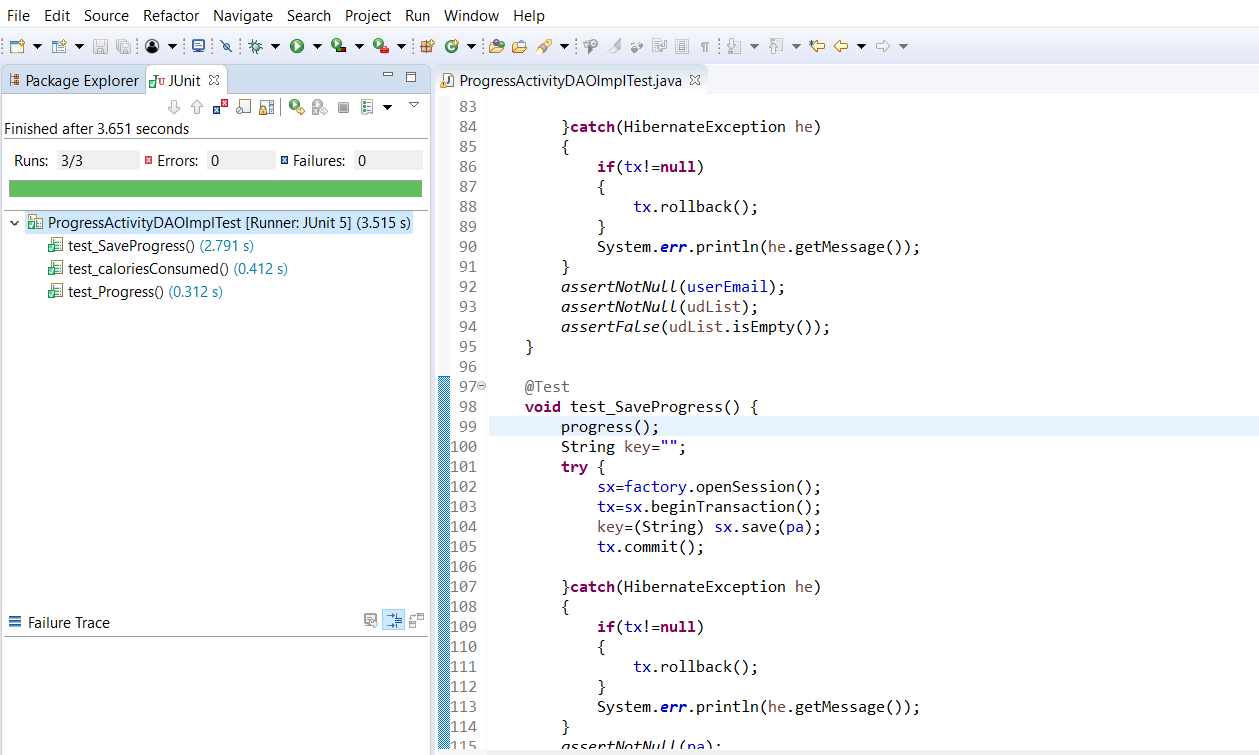 File Edit Source Refactor Navigate Search Project Run Window Help
Package Explorer JUnit
Finished after 3.651 seconds
Runs: 3/3 Errors: 0 Failures: 0
ProgressActivityDAOImplTest [Runner: JUnit 5] (3.515 s)
test_SaveProgress() (2.791 s)
test_caloriesConsumed() (0.412 s)
test_Progress() (0.312 s)
Failure Trace
ProgressActivityDAOImplTest.java
83
84 }catch(HibernateException he)
85 {
86 if(tx!=null)
87 {
88 tx.rollback();
89 }
90 System.err.println(he.getMessage());
91 }
92 assertNotNull(userEmail);
93 assertNotNull(udList);
94 assertFalse(udList.isEmpty());
95 }
96
97 @Test
98 void test_SaveProgress() {
99 progress();
100 String key="";
101 try {
102 sx=factory.openSession();
103 tx=sx.beginTransaction();
104 key=(String) sx.save(pa);
105 tx.commit();
106
107 }catch(HibernateException he)
108 {
109 if(tx!=null)
110 {
111 tx.rollback();
112 }
113 System.err.println(he.getMessage());
114 }
115 assertNotNull(pa);